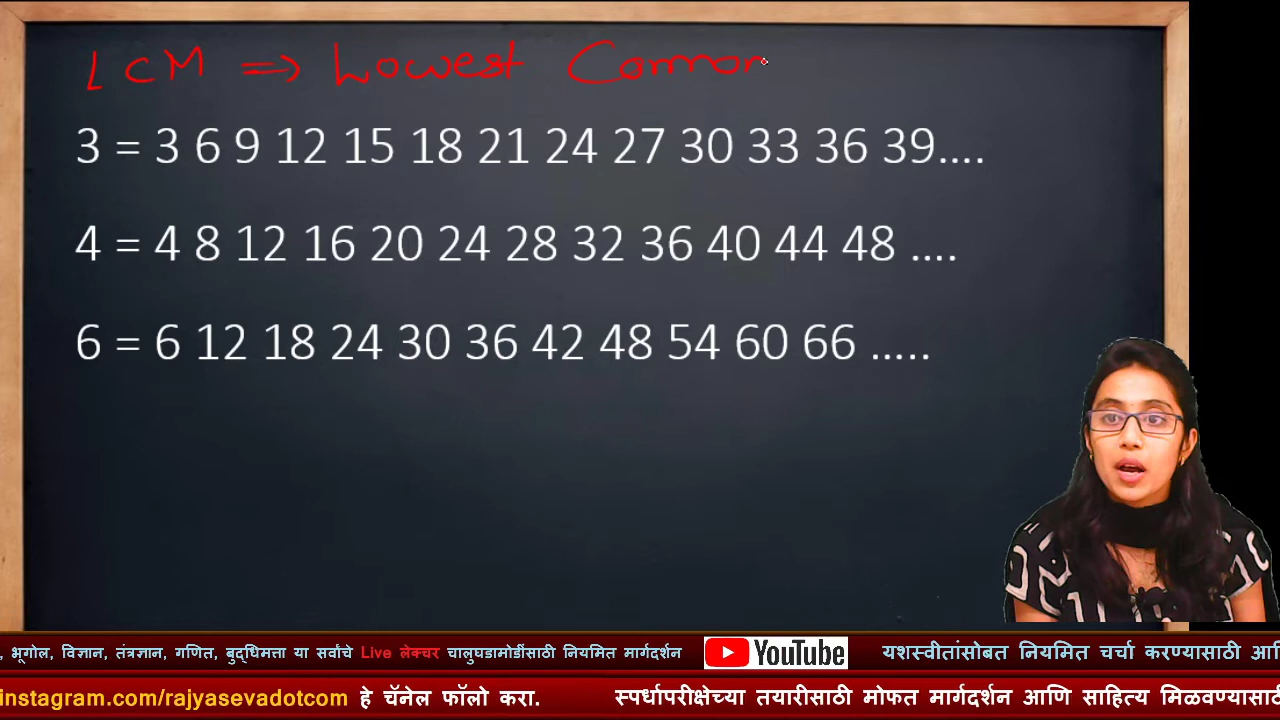 LCM => Lowest Common
3 = 3 6 9 12 15 18 21 24 27 30 33 36 39....
4 = 4 8 12 16 20 24 28 32 36 40 44 48 ....
6 = 6 12 18 24 30 36 42 48 54 60 66 .....
, भूगोल, विज्ञान, तंत्रज्ञान, गणित, बुद्धिमत्ता या सर्वांचे Live लेक्चर चालुघडामोडींसाठी नियमित मार्गदर्शन YouTube यशस्वीतांसोबत नियमित चर्चा करण्यासाठी आणि
instagram.com/rajyasevadotcom हे चॅनेल फॉलो करा. स्पर्धापरीक्षेच्या तयारीसाठी मोफत मार्गदर्शन आणि साहित्य मिळवण्यासाठी